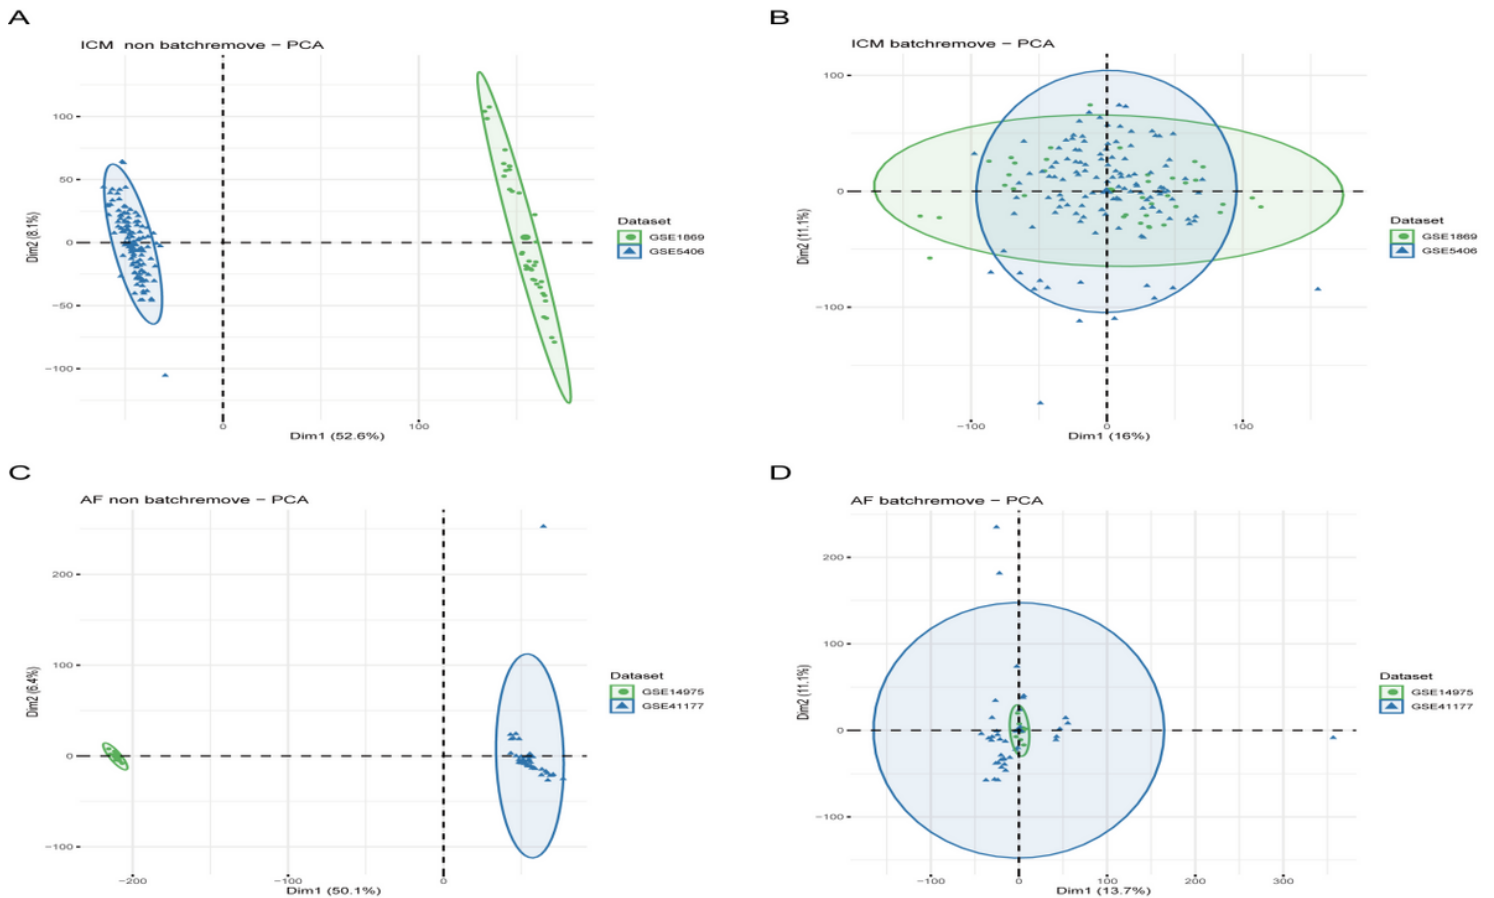 A
ICM  non batchremove − PCA
100
50
0
−50
−100
Dim2 (8.1%)
0
100
Dim1 (52.6%)
Dataset
GSE1869
GSE5406
B
ICM batchremove − PCA
100
0
−100
Dim2 (11.1%)
−100
0
100
Dim1 (16%)
Dataset
GSE1869
GSE5406
C
AF non batchremove − PCA
200
100
0
−100
Dim2 (6.4%)
−200
−100
0
Dim1 (50.1%)
Dataset
GSE14975
GSE41177
D
AF batchremove − PCA
200
100
0
−100
Dim2 (11.1%)
−100
0
100
200
300
Dim1 (13.7%)
Dataset
GSE14975
GSE41177